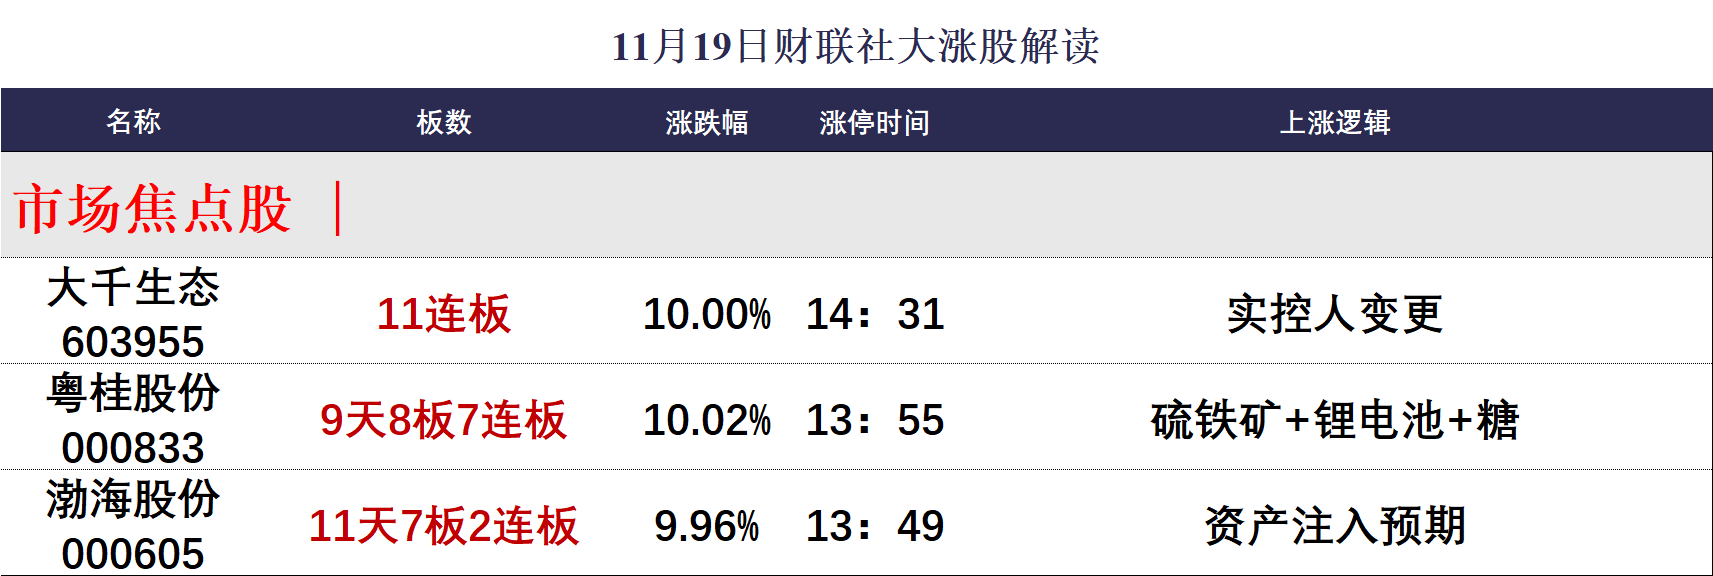 11月19日财联社大涨股解读
名称 板数 涨跌幅 涨停时间 上涨逻辑
市场焦点股 ｜
大千生态
603955 11连板 10.00% 14：31 实控人变更
粤桂股份
000833 9天8板7连板 10.02% 13：55 硫铁矿+锂电池+糖
渤海股份
000605 11天7板2连板 9.96% 13：49 资产注入预期